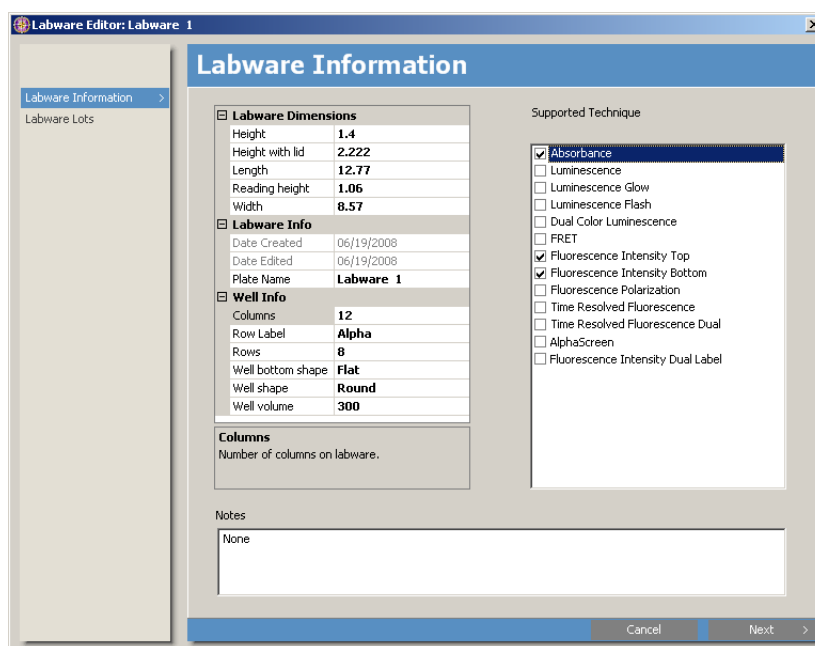 Labware Editor: Labware 1
Labware Information
Labware Information >
Labware Lots
Labware Dimensions
Height 1.4
Height with lid 2.222
Length 12.77
Reading height 1.06
Width 8.57
Labware Info
Date Created 06/19/2008
Date Edited 06/19/2008
Plate Name Labware 1
Well Info
Columns 12
Row Label Alpha
Rows 8
Well bottom shape Flat
Well shape Round
Well volume 300
Columns
Number of columns on labware.
Supported Technique
Absorbance
Luminescence
Luminescence Glow
Luminescence Flash
Dual Color Luminescence
FRET
Fluorescence Intensity Top
Fluorescence Intensity Bottom
Fluorescence Polarization
Time Resolved Fluorescence
Time Resolved Fluorescence Dual
AlphaScreen
Fluorescence Intensity Dual Label
Notes
None
Cancel
Next >